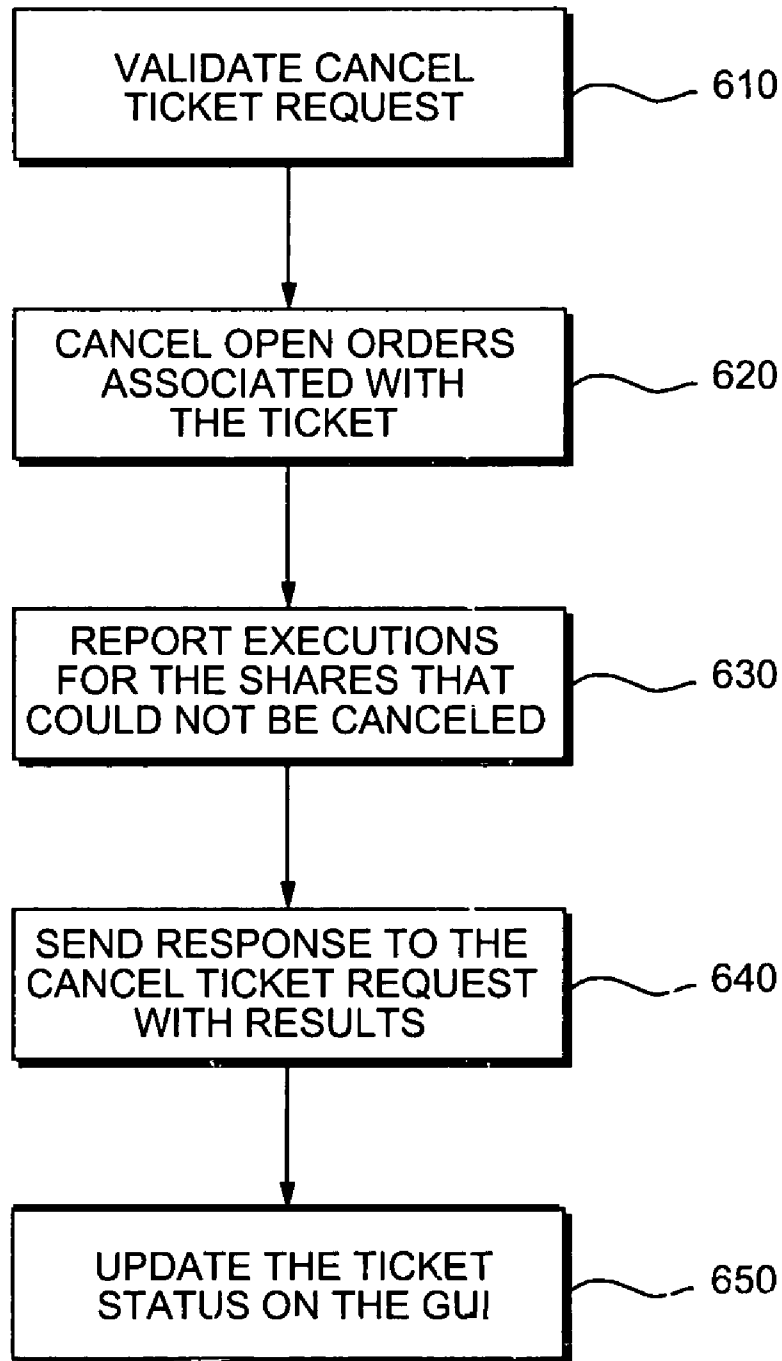 VALIDATE CANCEL
TICKET REQUEST
610
CANCEL OPEN ORDERS
ASSOCIATED WITH
THE TICKET
620
REPORT EXECUTIONS
FOR THE SHARES THAT
COULD NOT BE CANCELED
630
SEND RESPONSE TO THE
CANCEL TICKET REQUEST
WITH RESULTS
640
UPDATE THE TICKET
STATUS ON THE GUI
650